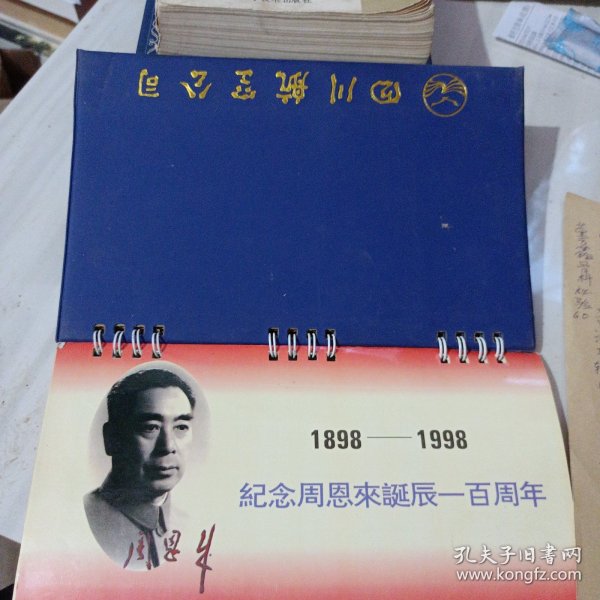 四川航空公司
1898——1998
紀念周恩來誕辰一百周年
周恩来
孔夫子旧书网
www.kongfz.com